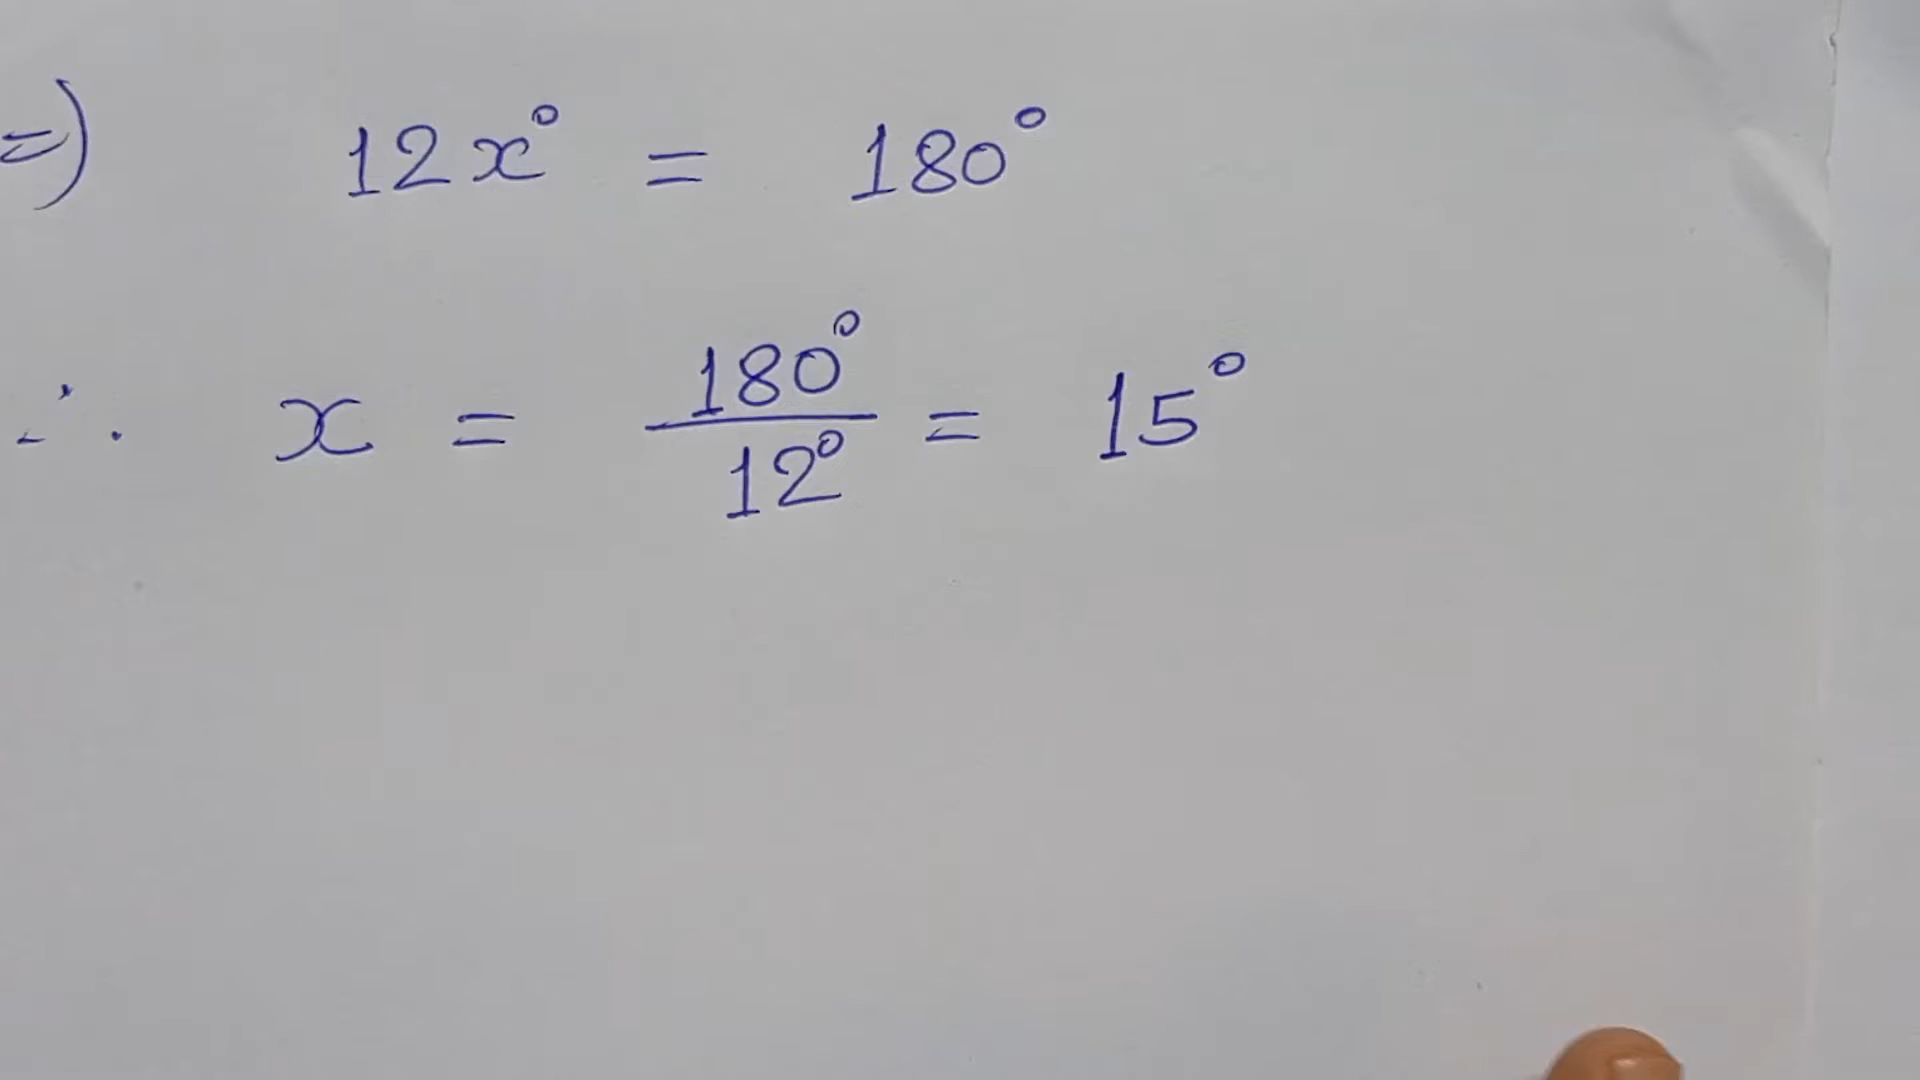 =) 12x° = 180°
∴ x = 180°/12° = 15°